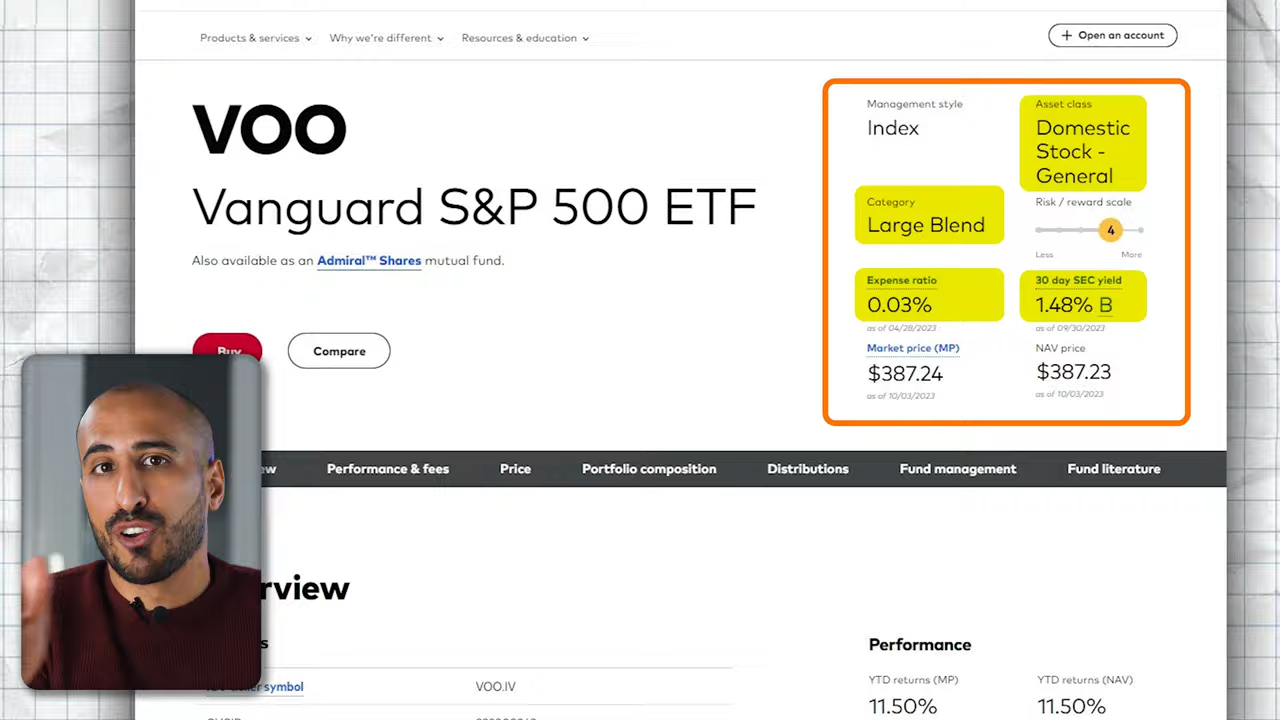 Products & services
Why we're different
Resources & education
+ Open an account
VOO
Vanguard S&P 500 ETF
Also available as an Admiral™ Shares mutual fund.
Buy
Compare
Management style
Index
Asset class
Domestic
Stock -
General
Category
Large Blend
Risk / reward scale
4
Less
More
Expense ratio
0.03%
as of 04/28/2023
30 day SEC yield
1.48% B
as of 09/30/2023
Market price (MP)
$387.24
as of 10/03/2023
NAV price
$387.23
as of 10/03/2023
Performance & fees
Price
Portfolio composition
Distributions
Fund management
Fund literature
rview
symbol
VOO.IV
Performance
YTD returns (MP)
11.50%
YTD returns (NAV)
11.50%